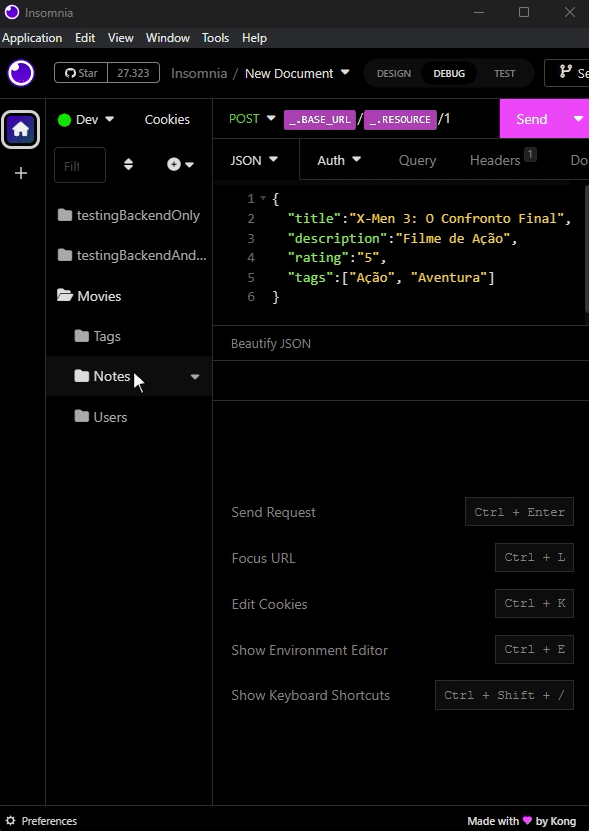 Insomnia
Application Edit View Window Tools Help
Star 27.323 Insomnia / New Document DESIGN DEBUG TEST Se
Dev Cookies
POST _.BASE_URL / _.RESOURCE /1 Send
Filt
JSON Auth Query Headers 1 Do
testingBackendOnly
testingBackendAnd...
Movies
Tags
Notes
Users
1 {
2 "title":"X-Men 3: O Confronto Final",
3 "description":"Filme de Ação",
4 "rating":"5",
5 "tags":["Ação", "Aventura"]
6 }
Beautify JSON
Send Request Ctrl + Enter
Focus URL Ctrl + L
Edit Cookies Ctrl + K
Show Environment Editor Ctrl + E
Show Keyboard Shortcuts Ctrl + Shift + /
Preferences Made with by Kong